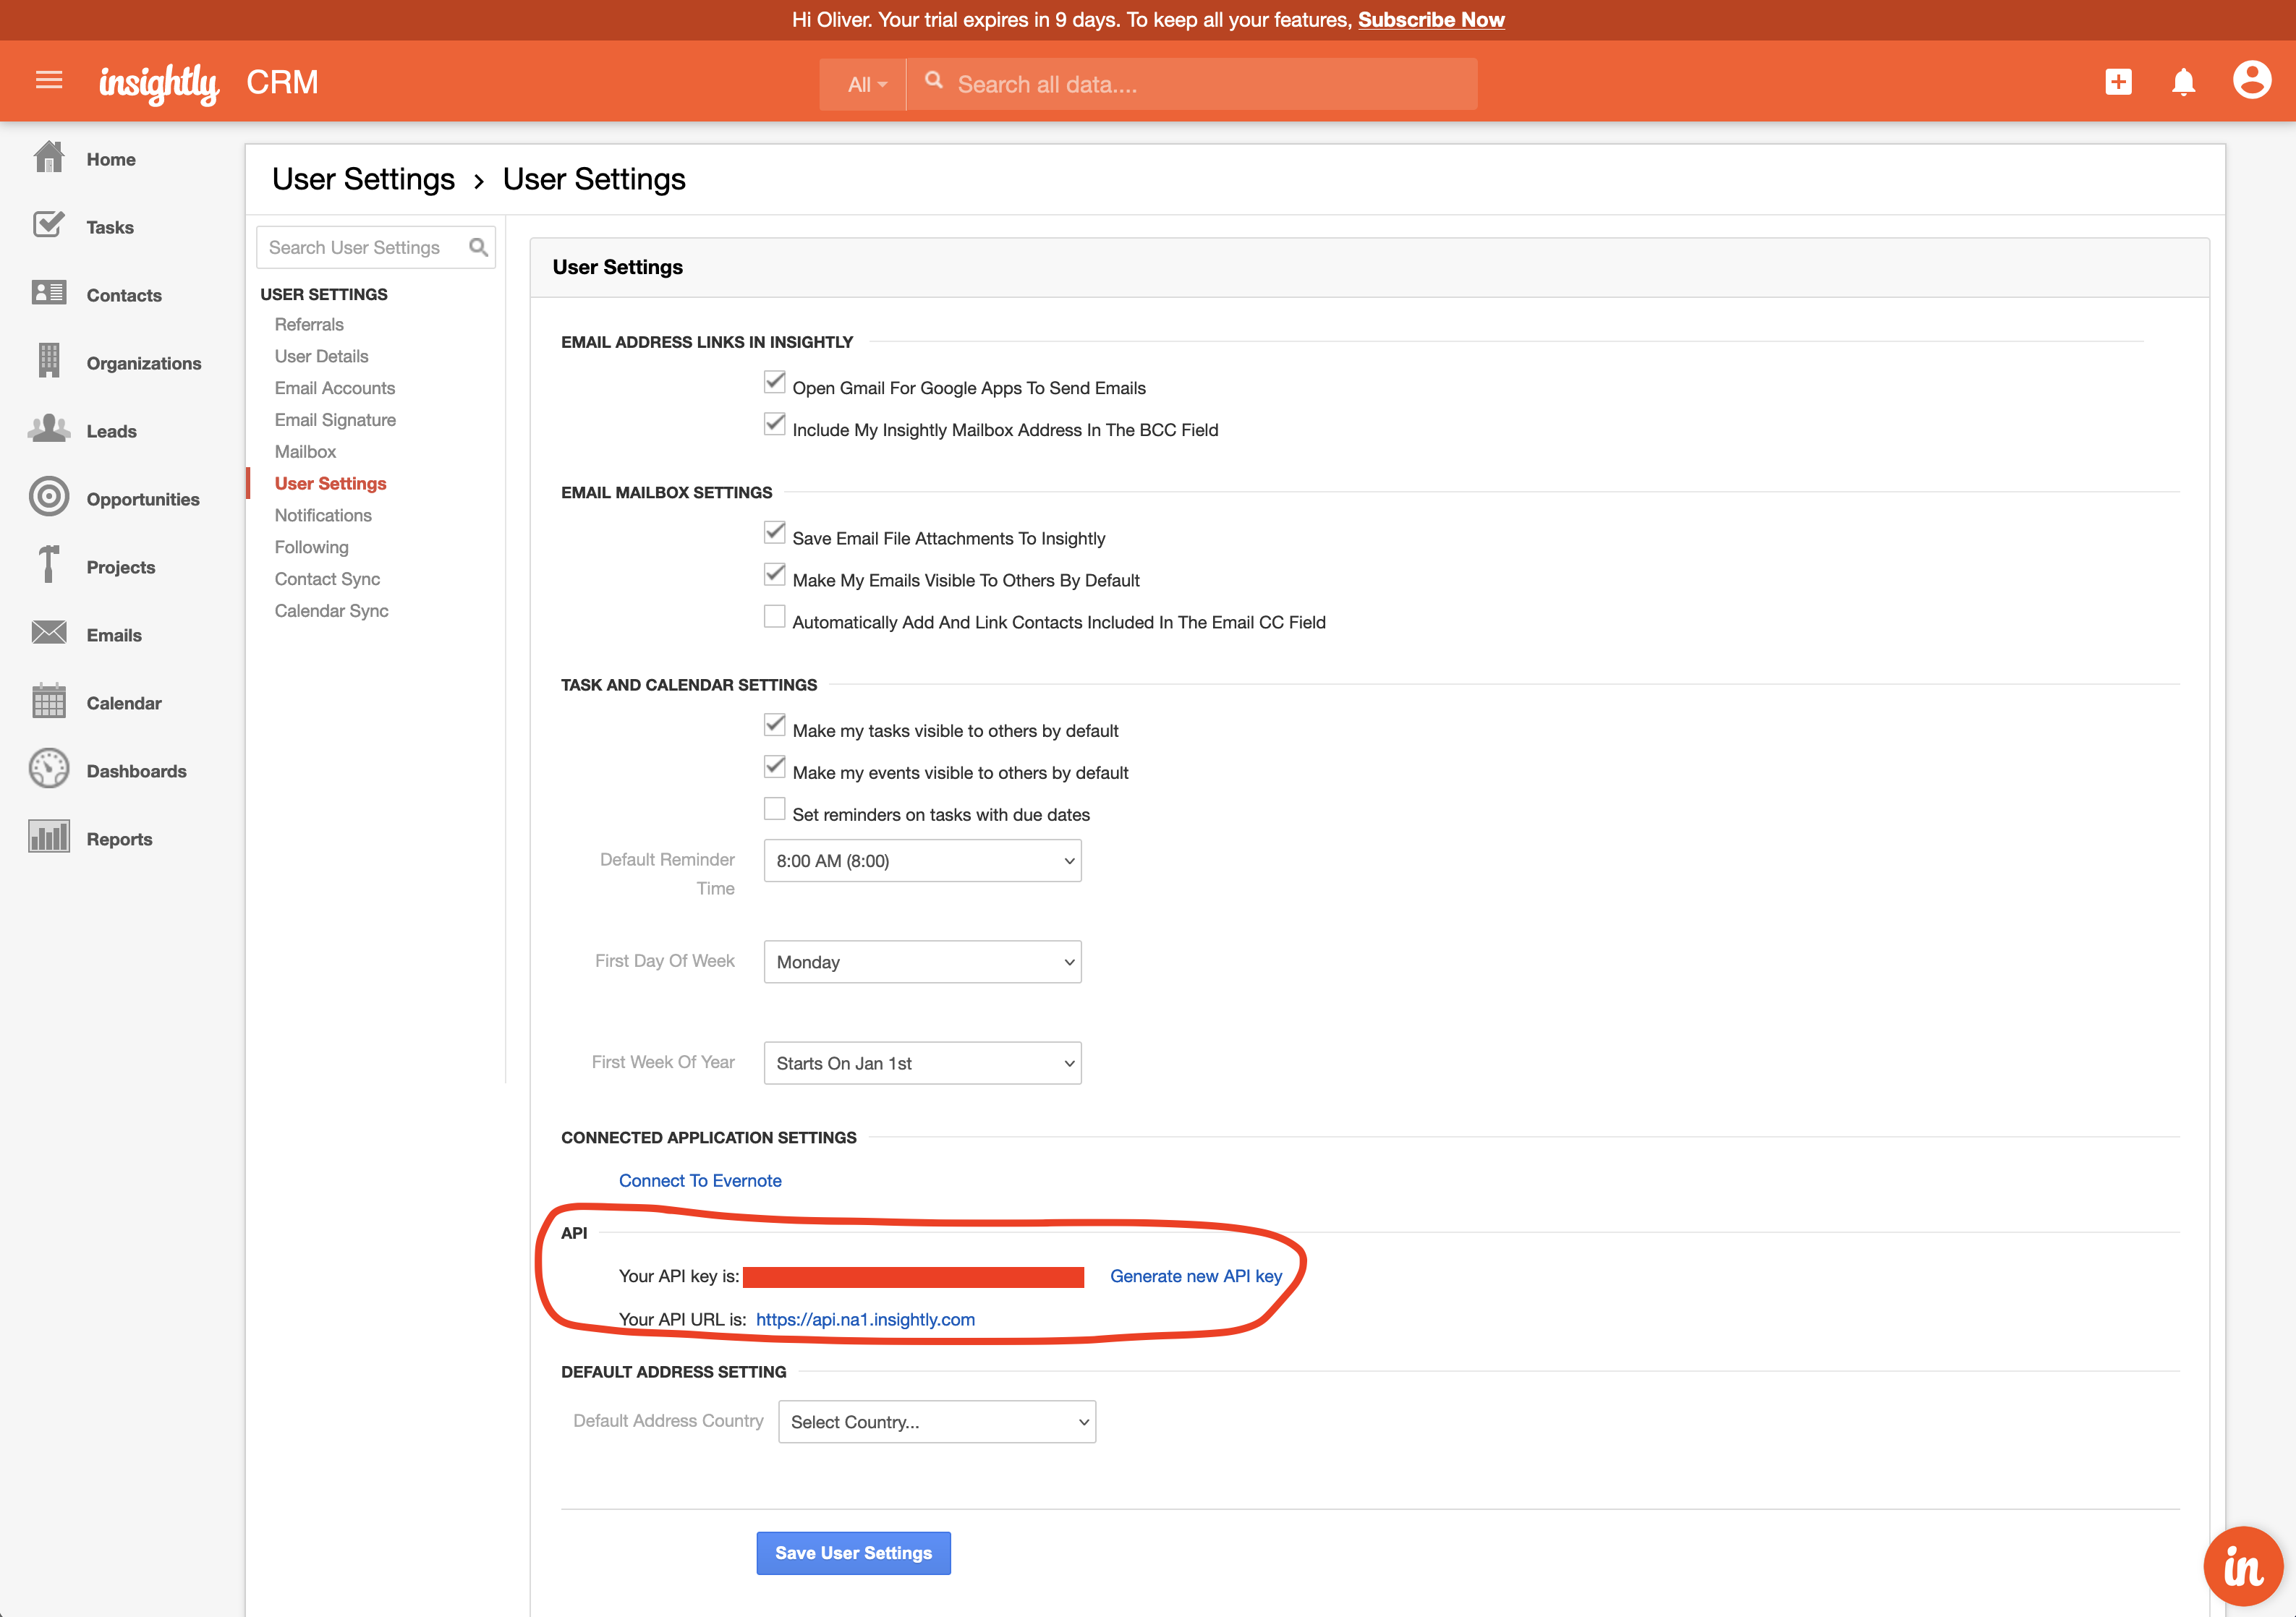 Hi Oliver. Your trial expires in 9 days. To keep all your features, Subscribe Now
insightly CRM
All
Search all data....
Home
Tasks
Contacts
Organizations
Leads
Opportunities
Projects
Emails
Calendar
Dashboards
Reports
User Settings > User Settings
Search User Settings
USER SETTINGS
Referrals
User Details
Email Accounts
Email Signature
Mailbox
User Settings
Notifications
Following
Contact Sync
Calendar Sync
User Settings
EMAIL ADDRESS LINKS IN INSIGHTLY
Open Gmail For Google Apps To Send Emails
Include My Insightly Mailbox Address In The BCC Field
EMAIL MAILBOX SETTINGS
Save Email File Attachments To Insightly
Make My Emails Visible To Others By Default
Automatically Add And Link Contacts Included In The Email CC Field
TASK AND CALENDAR SETTINGS
Make my tasks visible to others by default
Make my events visible to others by default
Set reminders on tasks with due dates
Default Reminder
Time
8:00 AM (8:00)
First Day Of Week
Monday
First Week Of Year
Starts On Jan 1st
CONNECTED APPLICATION SETTINGS
Connect To Evernote
API
Your API key is:
Generate new API key
Your API URL is: https://api.na1.insightly.com
DEFAULT ADDRESS SETTING
Default Address Country
Select Country...
Save User Settings
in